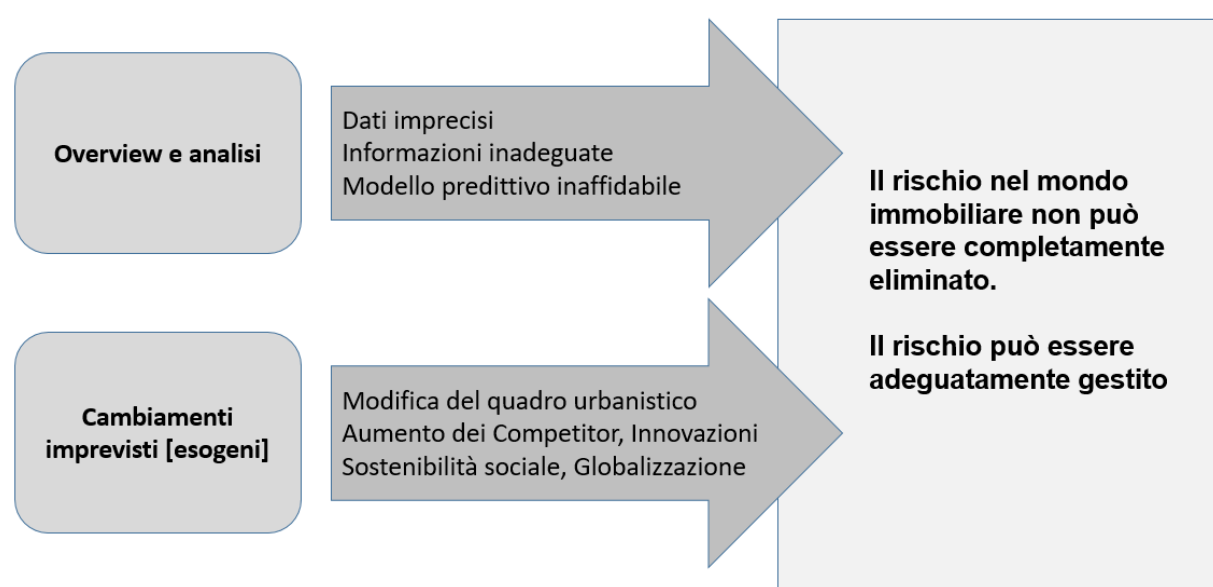 Overview e analisi
Dati imprecisi
Informazioni inadeguate
Modello predittivo inaffidabile
Cambiamenti
imprevisti [esogeni]
Modifica del quadro urbanistico
Aumento dei Competitor, Innovazioni
Sostenibilità sociale, Globalizzazione
Il rischio nel mondo
immobiliare non può
essere completamente
eliminato.
Il rischio può essere
adeguatamente gestito